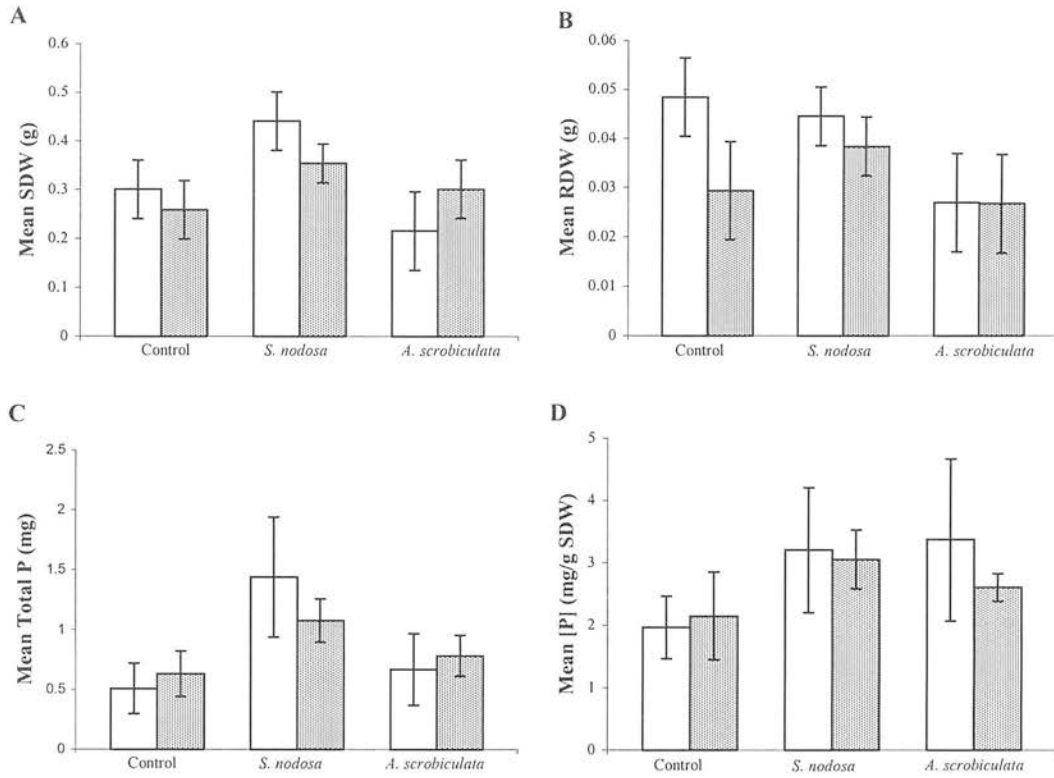 A
Mean SDW (g)
0.6
0.5
0.4
0.3
0.2
0.1
0
Control S. nodosa A. scrobiculata
B
Mean RDW (g)
0.06
0.05
0.04
0.03
0.02
0.01
0.00
Control S. nodosa A. scrobiculata
C
Mean Total P (mg)
2.5
2
1.5
1
0.5
0
Control S. nodosa A. scrobiculata
D
Mean [P] (mg/g SDW)
5
4
3
2
1
0
Control S. nodosa A. scrobiculata